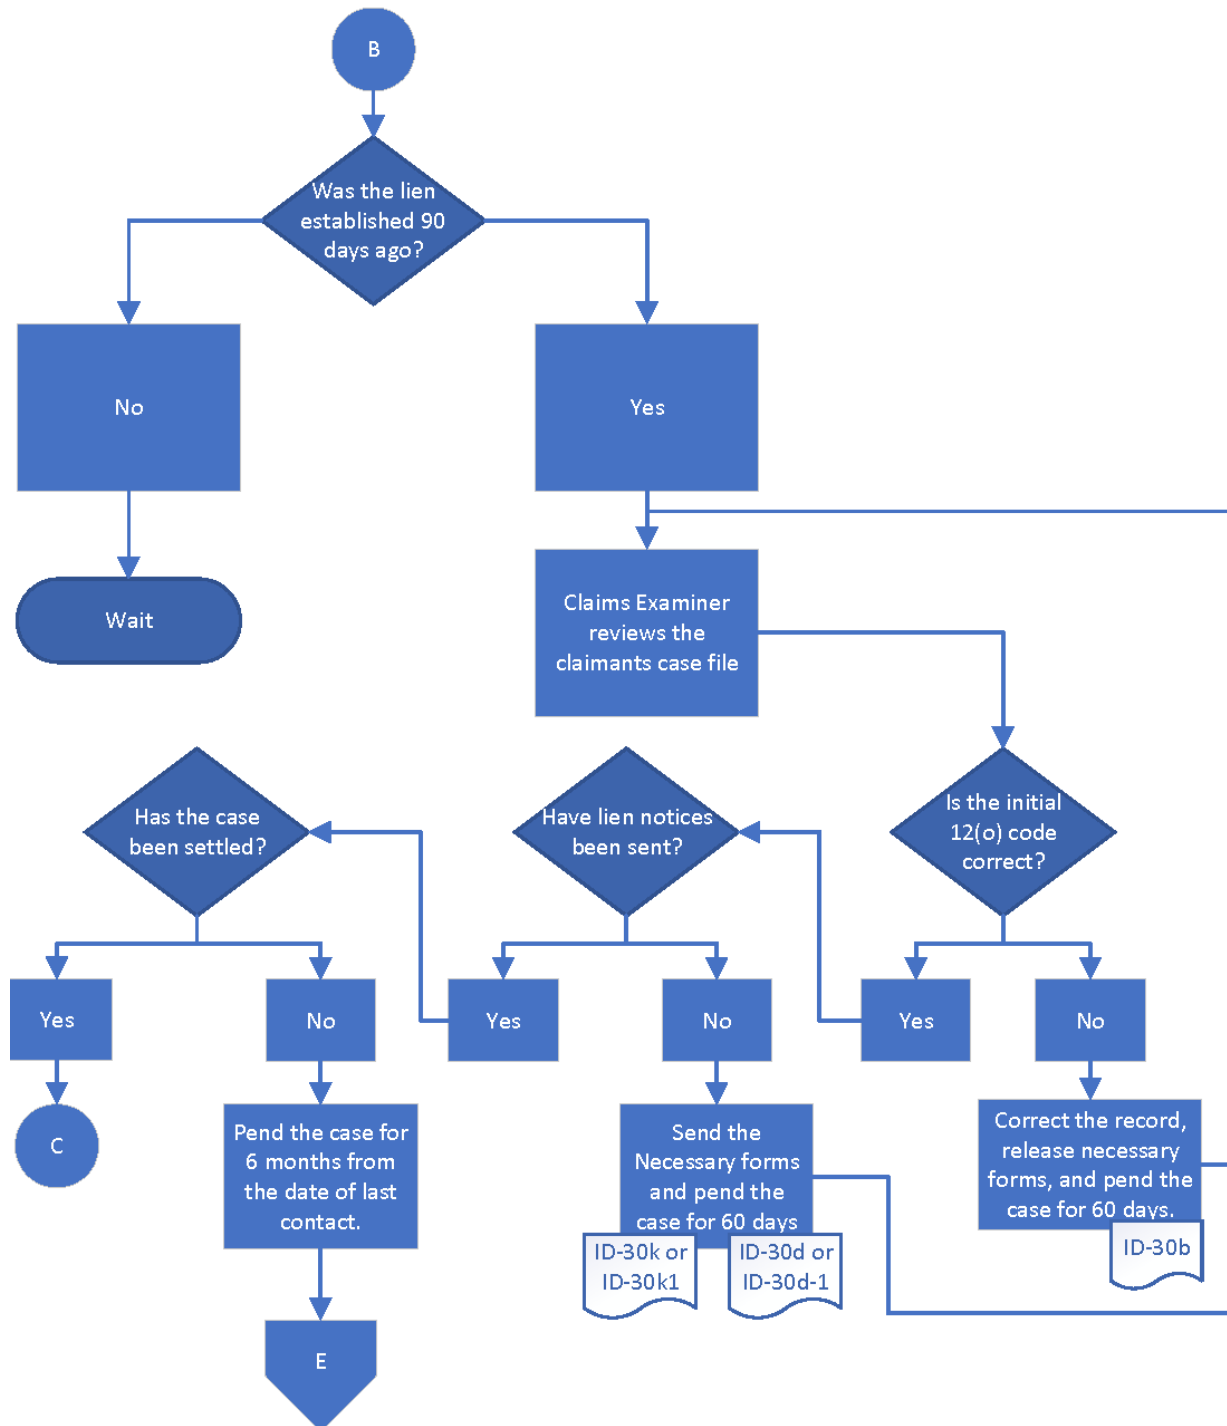 B
Was the lien
established 90
days ago?
No
Yes
Wait
Claims Examiner
reviews the
claimants case file
Has the case
been settled?
Have lien notices
been sent?
Is the initial
12(o) code
correct?
Yes
No
Yes
No
Yes
No
C
Pend the case for
6 months from
the date of last
contact.
Send the
Necessary forms
and pend the
case for 60 days
Correct the record,
release necessary
forms, and pend the
case for 60 days.
ID-30k or
ID-30k1
ID-30d or
ID-30d-1
ID-30b
E